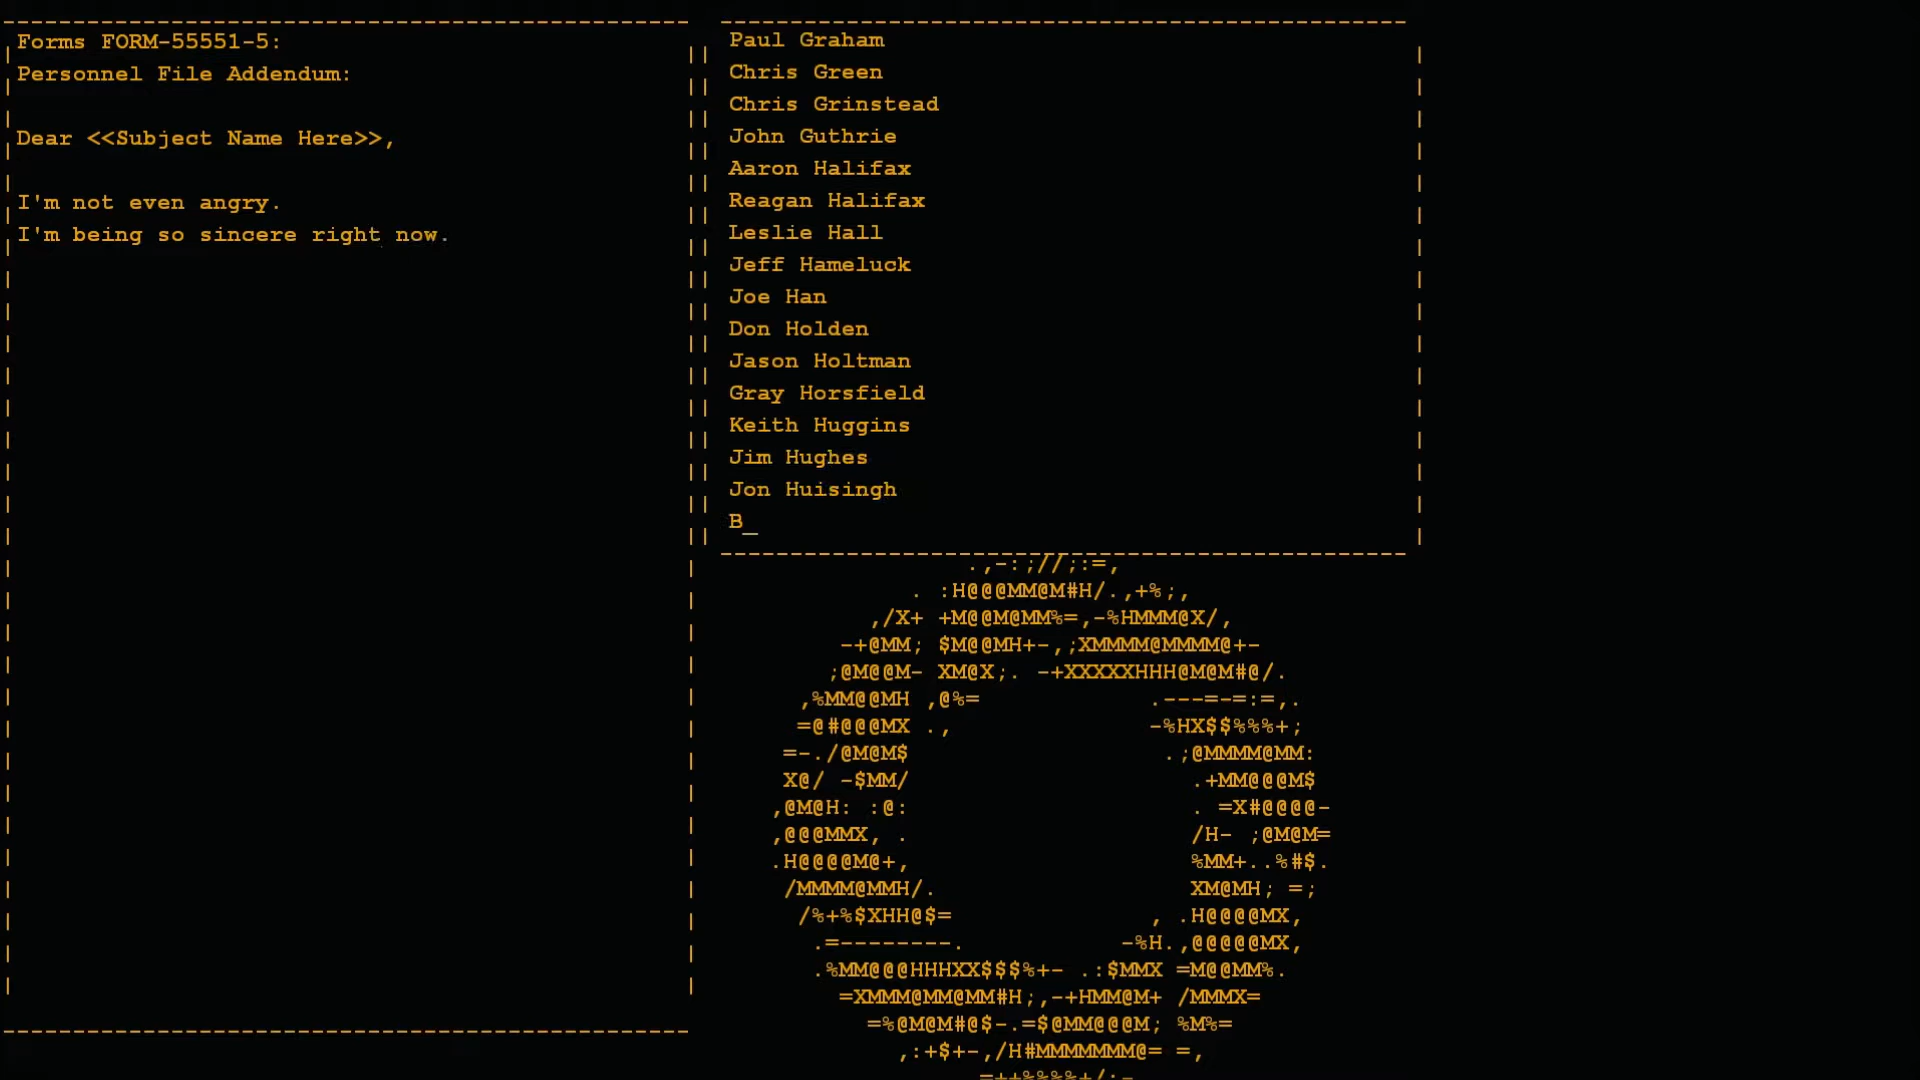 Forms FORM-55551-5:
Personnel File Addendum:
Dear <<Subject Name Here>>,
I'm not even angry.
I'm being so sincere right now.
Paul Graham
Chris Green
Chris Grinstead
John Guthrie
Aaron Halifax
Reagan Halifax
Leslie Hall
Jeff Hameluck
Joe Han
Don Holden
Jason Holtman
Gray Horsfield
Keith Huggins
Jim Hughes
Jon Huisingh
B_